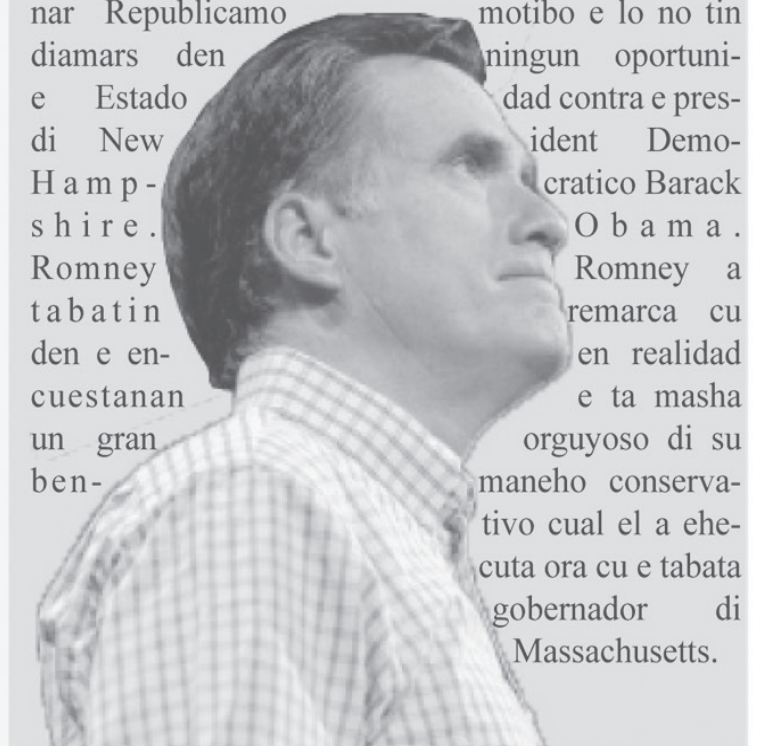 nar Republicamo
diamars den
e Estado
di New
Hamp-
shire.
Romney
tabatin
den e en-
cuestanan
un gran
ben-
motibo e lo no tin
ningun oportuni-
dad contra e pres-
ident Demo-
cratico Barack
Obama.
Romney a
remarca cu
en realidad
e ta masha
orguyoso di su
maneho conserva-
tivo cual el a ehe-
cuta ora cu e tabata
gobernador di
Massachusetts.